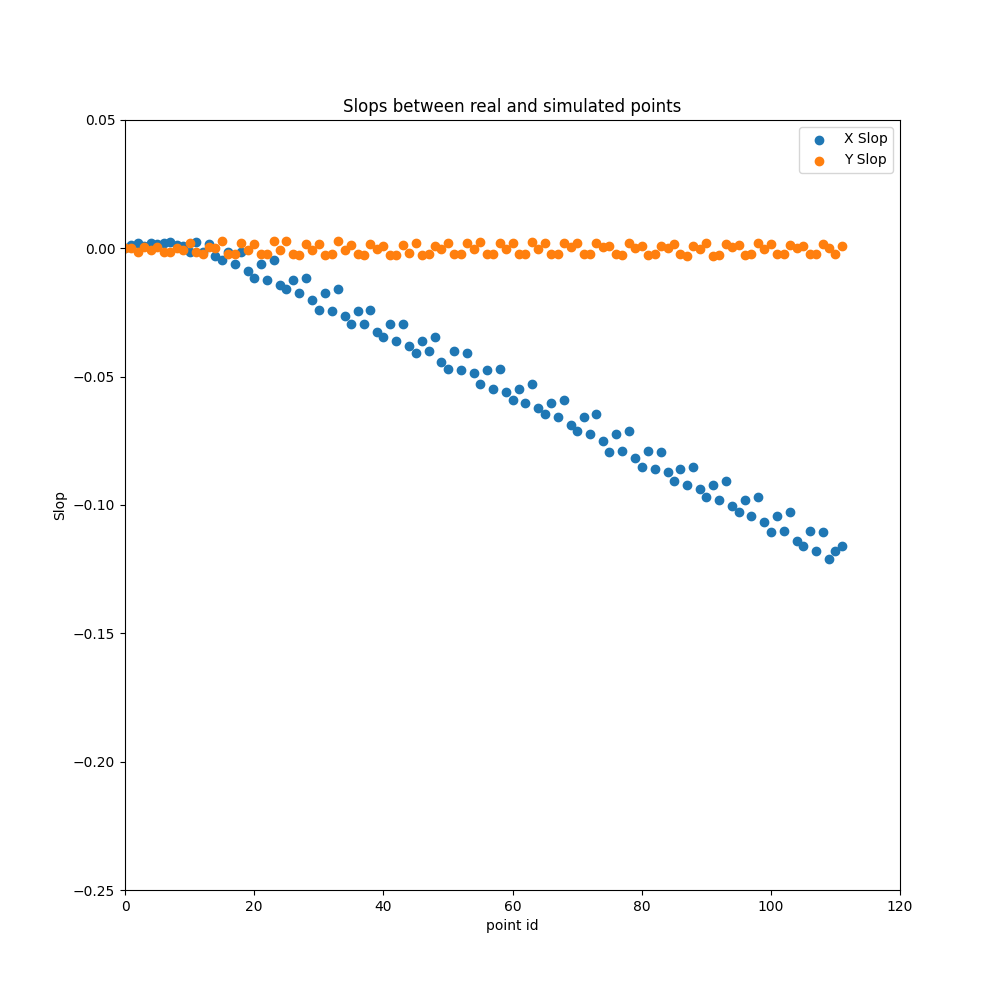 Slops between real and simulated points
X Slop
Y Slop
0.05
0.00
−0.05
−0.10
−0.15
−0.20
−0.25
Slop
0 20 40 60 80 100 120
point id